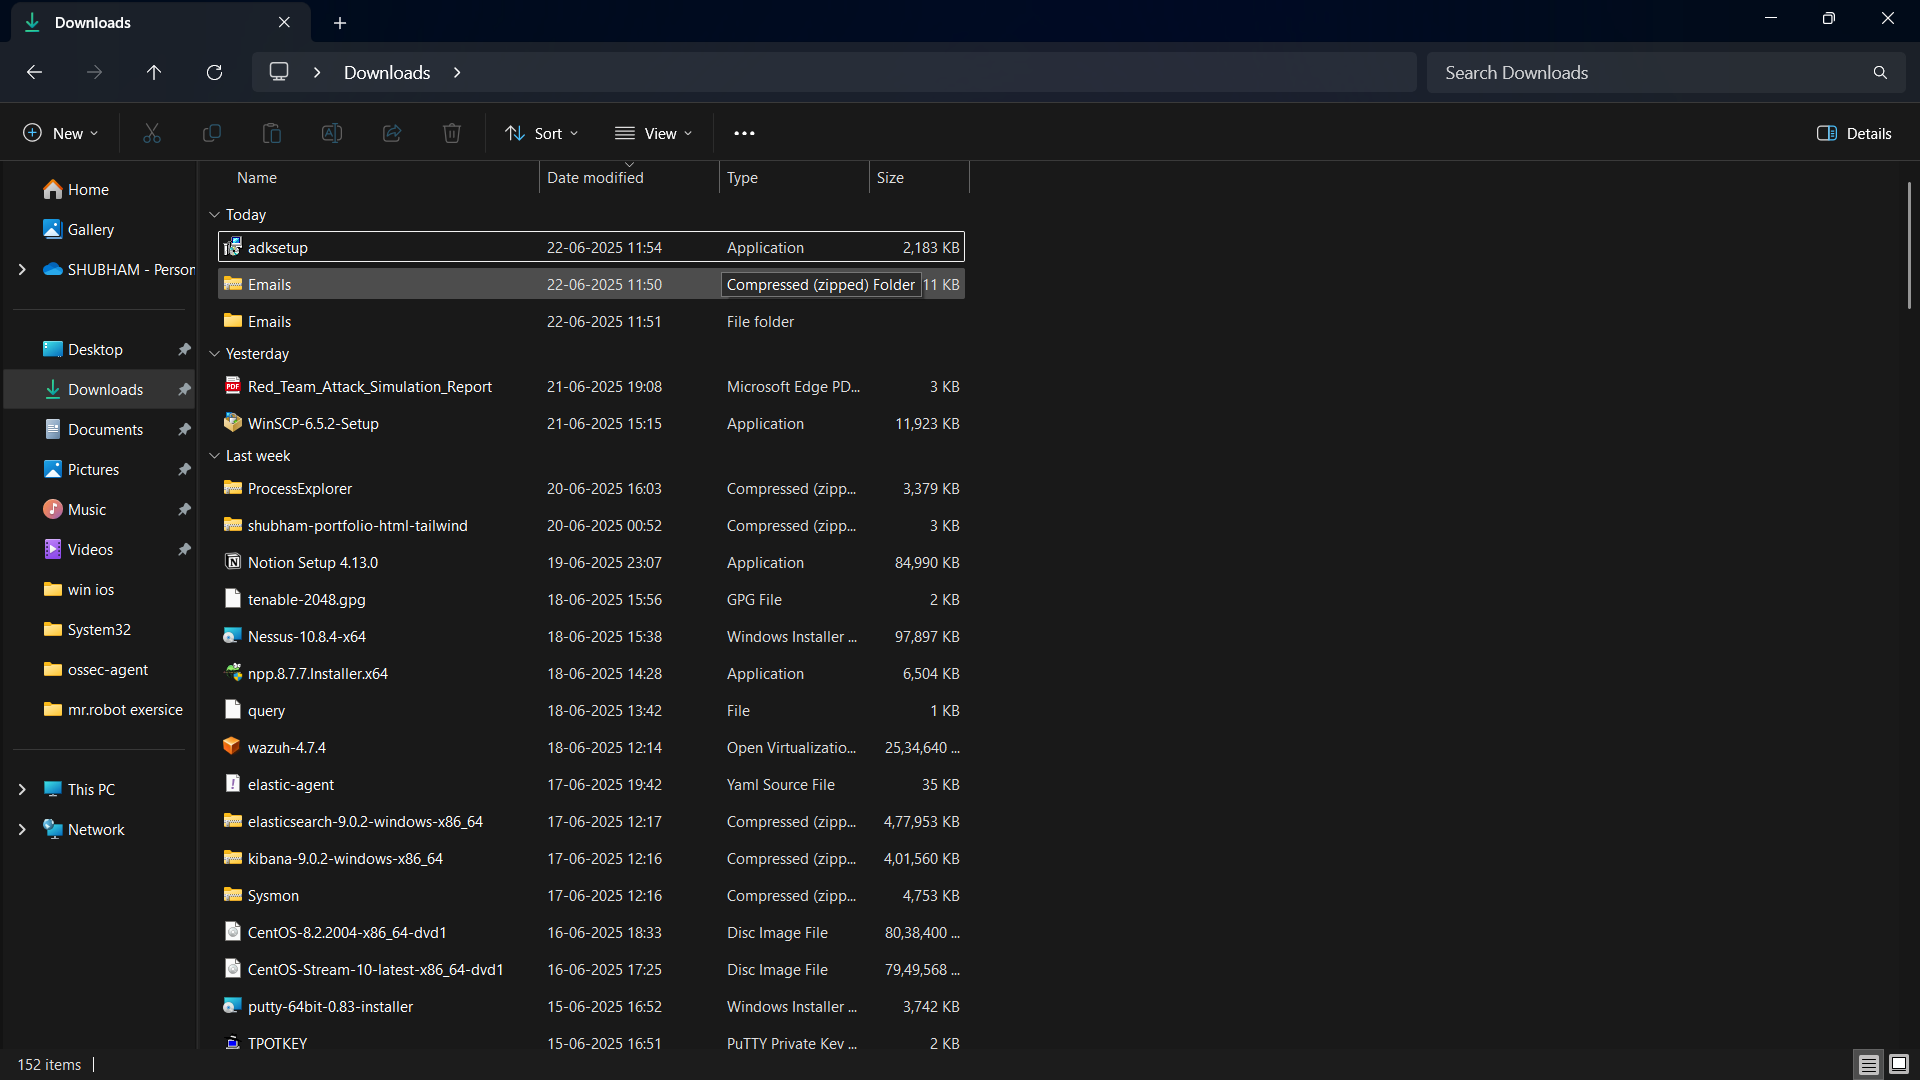 Downloads
Downloads
Search Downloads
New
Sort
View
Details
Home
Gallery
SHUBHAM - Person
Desktop
Downloads
Documents
Pictures
Music
Videos
win ios
System32
ossec-agent
mr.robot exersice
This PC
Network
Name Date modified Type Size
Today
adksetup 22-06-2025 11:54 Application 2,183 KB
Emails 22-06-2025 11:50 Compressed (zipped) Folder 11 KB
Emails 22-06-2025 11:51 File folder
Yesterday
Red_Team_Attack_Simulation_Report 21-06-2025 19:08 Microsoft Edge PD... 3 KB
WinSCP-6.5.2-Setup 21-06-2025 15:15 Application 11,923 KB
Last week
ProcessExplorer 20-06-2025 16:03 Compressed (zipp... 3,379 KB
shubham-portfolio-html-tailwind 20-06-2025 00:52 Compressed (zipp... 3 KB
Notion Setup 4.13.0 19-06-2025 23:07 Application 84,990 KB
tenable-2048.gpg 18-06-2025 15:56 GPG File 2 KB
Nessus-10.8.4-x64 18-06-2025 15:38 Windows Installer ... 97,897 KB
npp.8.7.7.Installer.x64 18-06-2025 14:28 Application 6,504 KB
query 18-06-2025 13:42 File 1 KB
wazuh-4.7.4 18-06-2025 12:14 Open Virtualizatio... 25,34,640 ...
elastic-agent 17-06-2025 19:42 Yaml Source File 35 KB
elasticsearch-9.0.2-windows-x86_64 17-06-2025 12:17 Compressed (zipp... 4,77,953 KB
kibana-9.0.2-windows-x86_64 17-06-2025 12:16 Compressed (zipp... 4,01,560 KB
Sysmon 17-06-2025 12:16 Compressed (zipp... 4,753 KB
CentOS-8.2.2004-x86_64-dvd1 16-06-2025 18:33 Disc Image File 80,38,400 ...
CentOS-Stream-10-latest-x86_64-dvd1 16-06-2025 17:25 Disc Image File 79,49,568 ...
putty-64bit-0.83-installer 15-06-2025 16:52 Windows Installer ... 3,742 KB
TPOTKEY 15-06-2025 16:51 PuTTY Private Key ... 2 KB
152 items